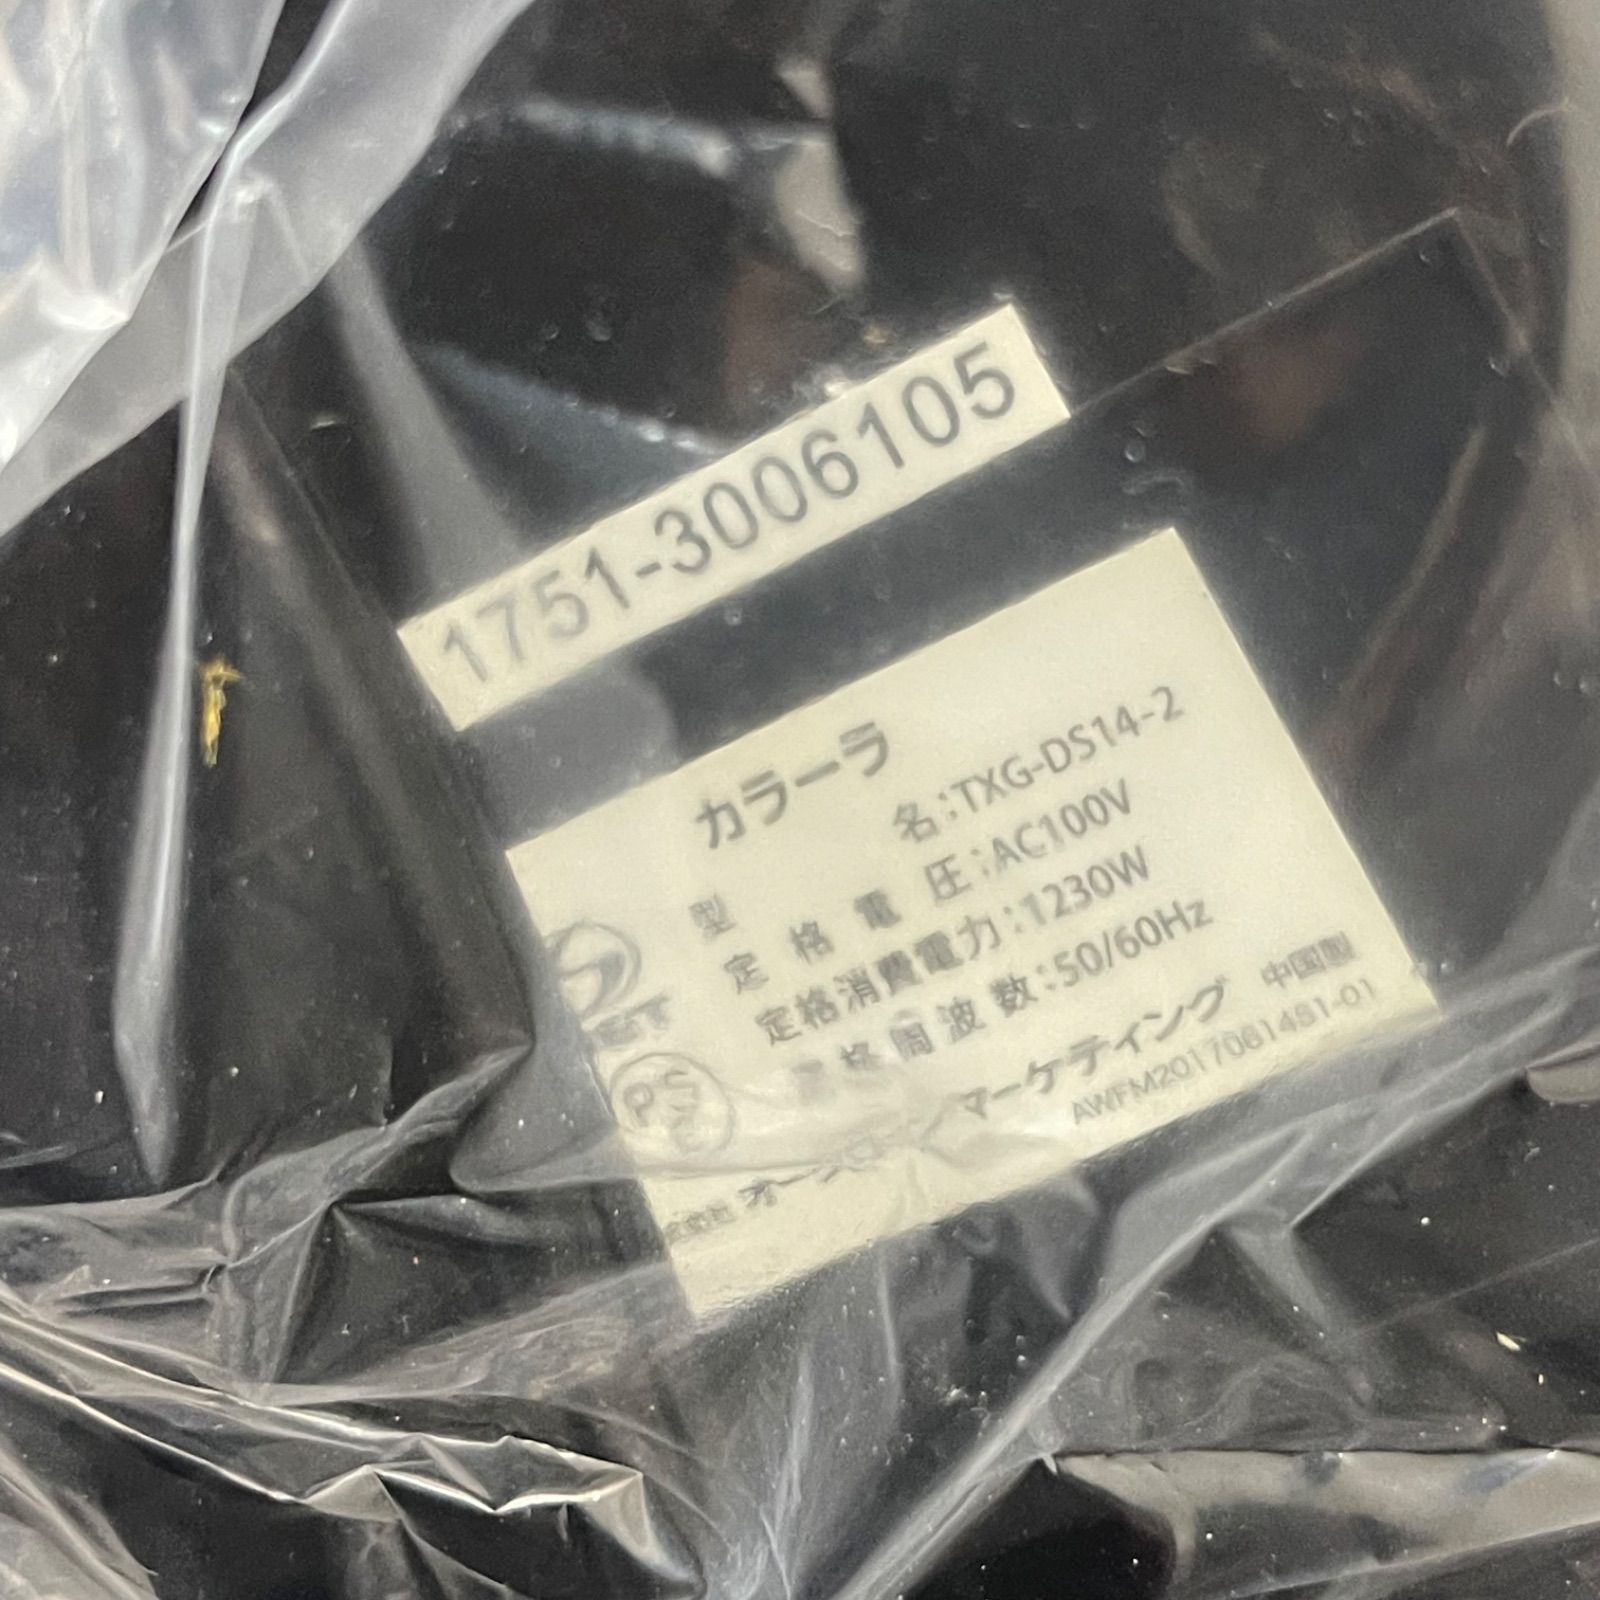 1751-3006105
カラーラ
型 名:TXG-DS14-2
定格電圧:AC100V
定格消費電力:1230W
定格周波数:50/60Hz
マーケティング 中国製
AWFM2017061481-01